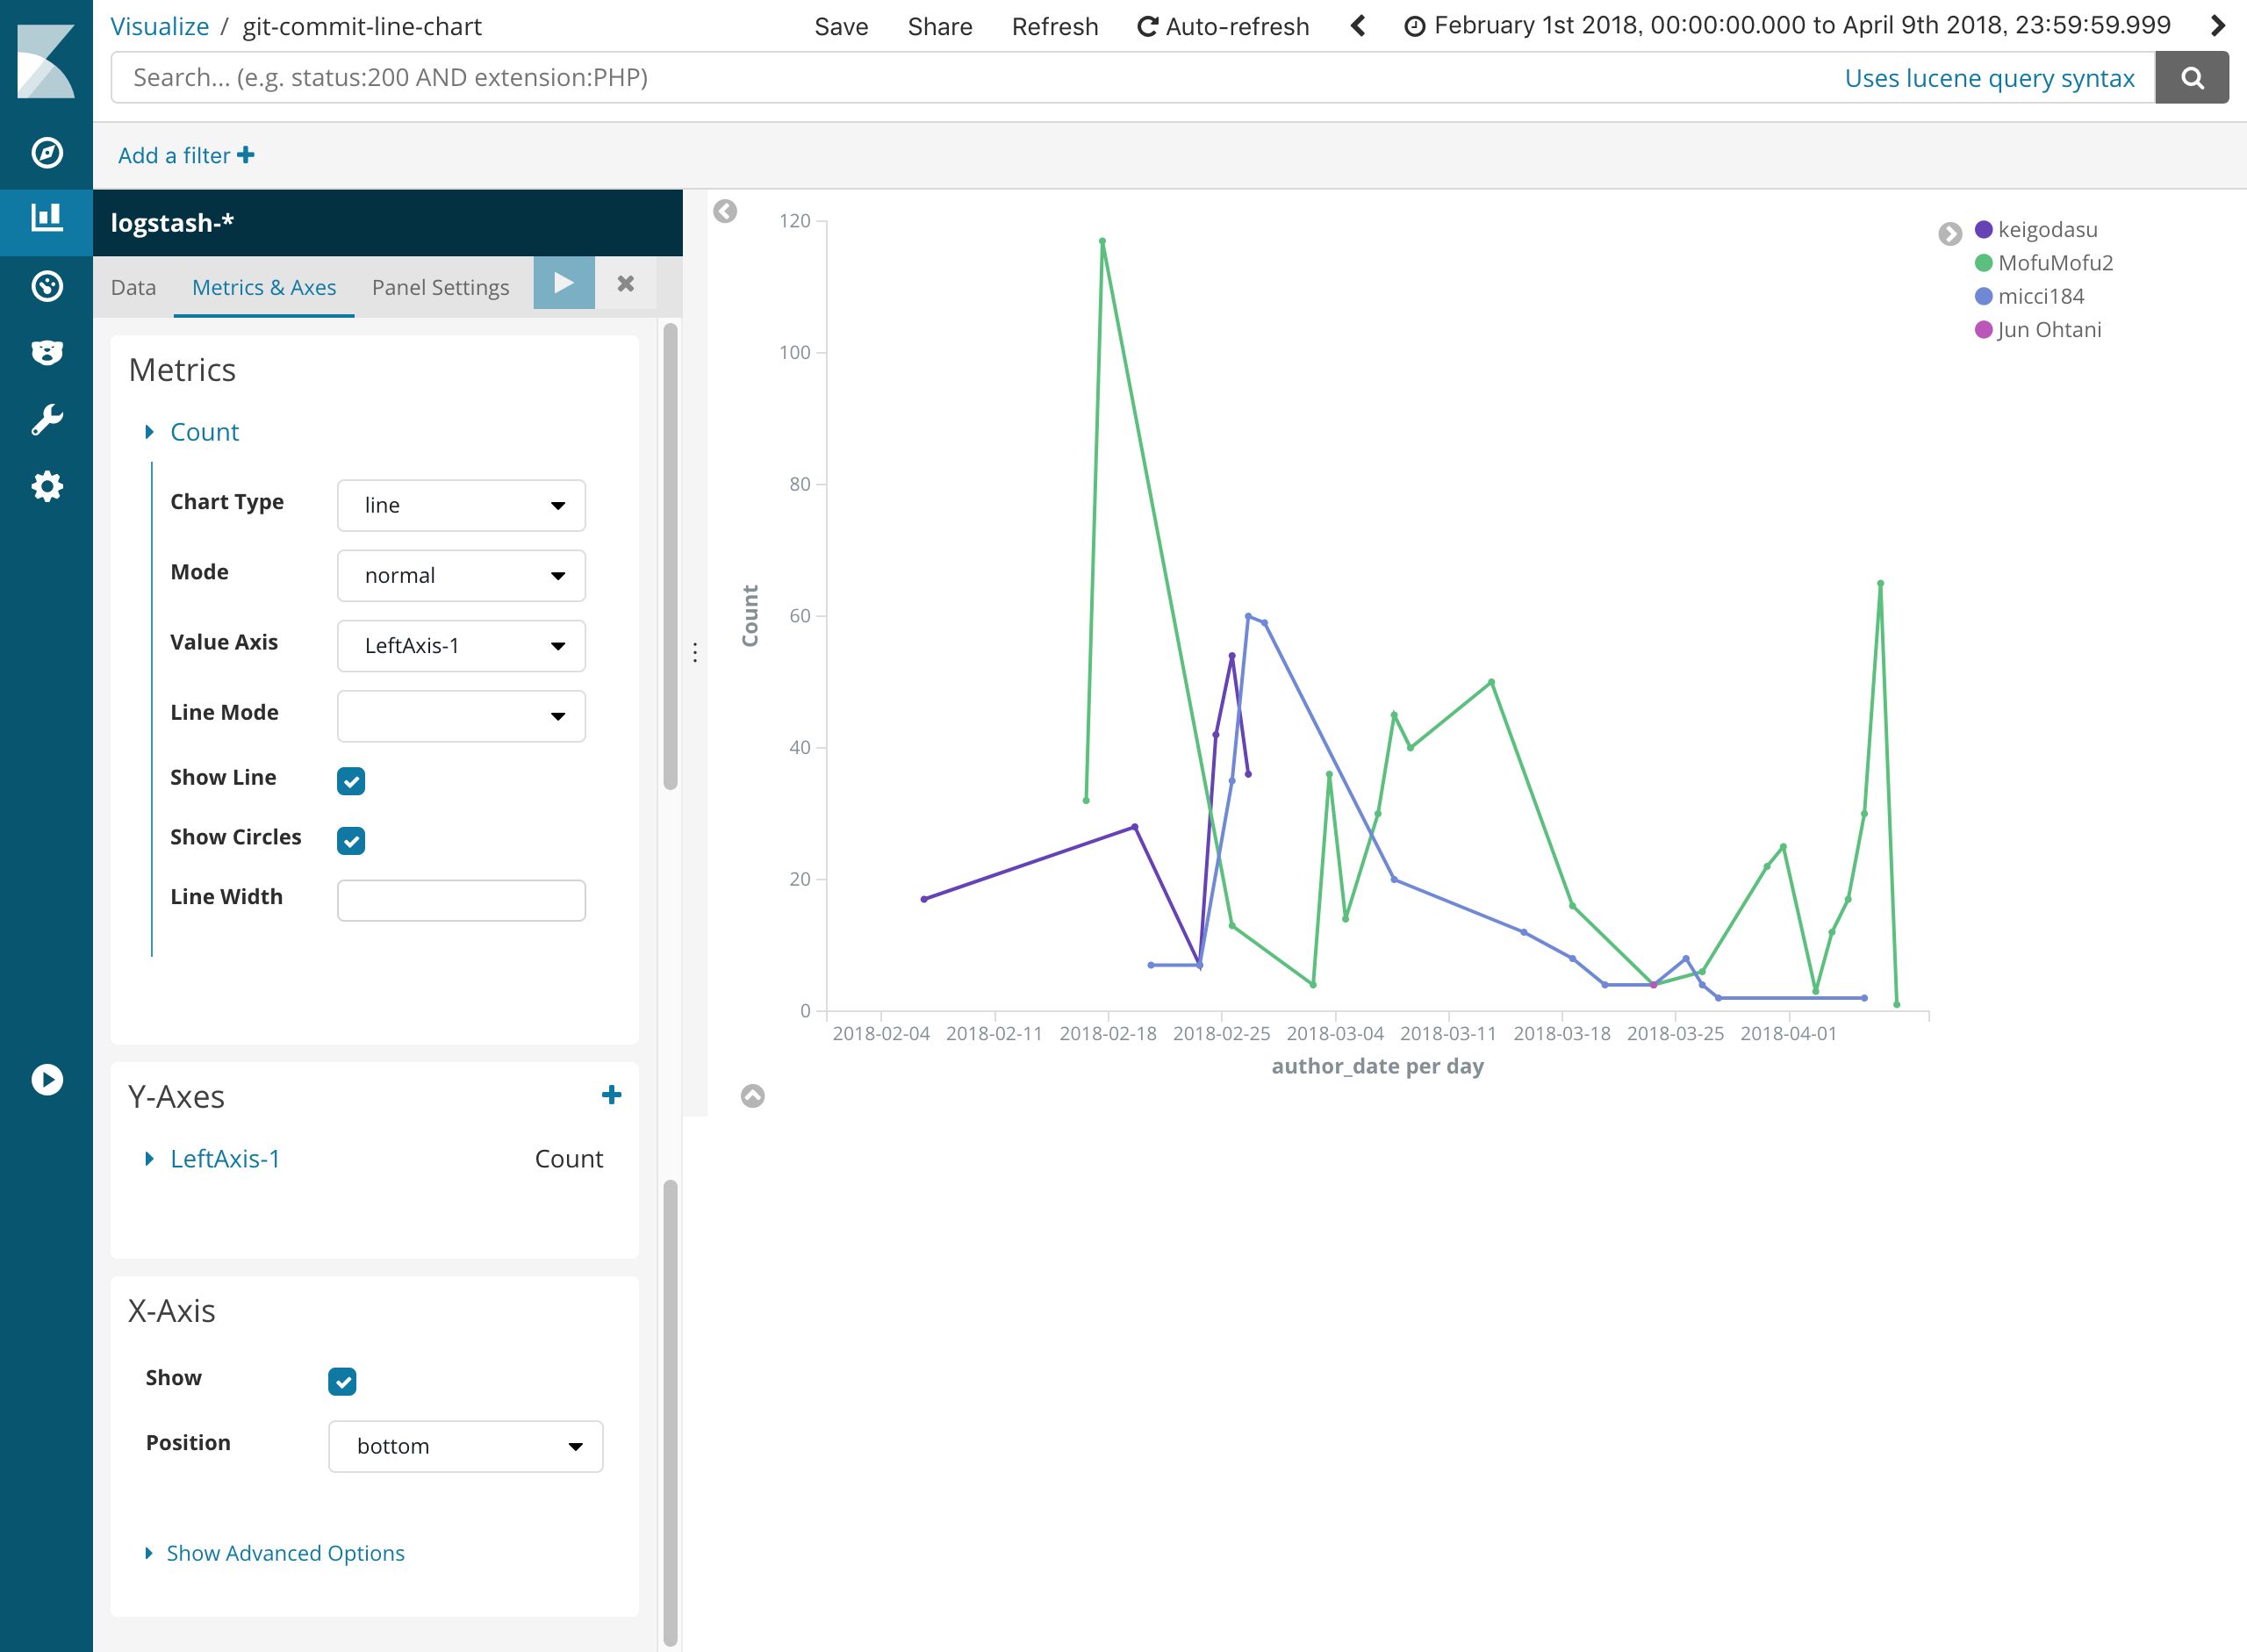 Visualize / git-commit-line-chart
Save Share Refresh Auto-refresh February 1st 2018, 00:00:00.000 to April 9th 2018, 23:59:59.999
Search... (e.g. status:200 AND extension:PHP) Uses lucene query syntax
Add a filter
logstash-*
Data Metrics & Axes Panel Settings
Metrics
Count
Chart Type line
Mode normal
Value Axis LeftAxis-1
Line Mode
Show Line
Show Circles
Line Width
Y-Axes
LeftAxis-1 Count
X-Axis
Show
Position bottom
Show Advanced Options
120
100
80
60
40
20
0
Count
2018-02-04 2018-02-11 2018-02-18 2018-02-25 2018-03-04 2018-03-11 2018-03-18 2018-03-25 2018-04-01
author_date per day
keigodasu
MofuMofu2
micci184
Jun Ohtani